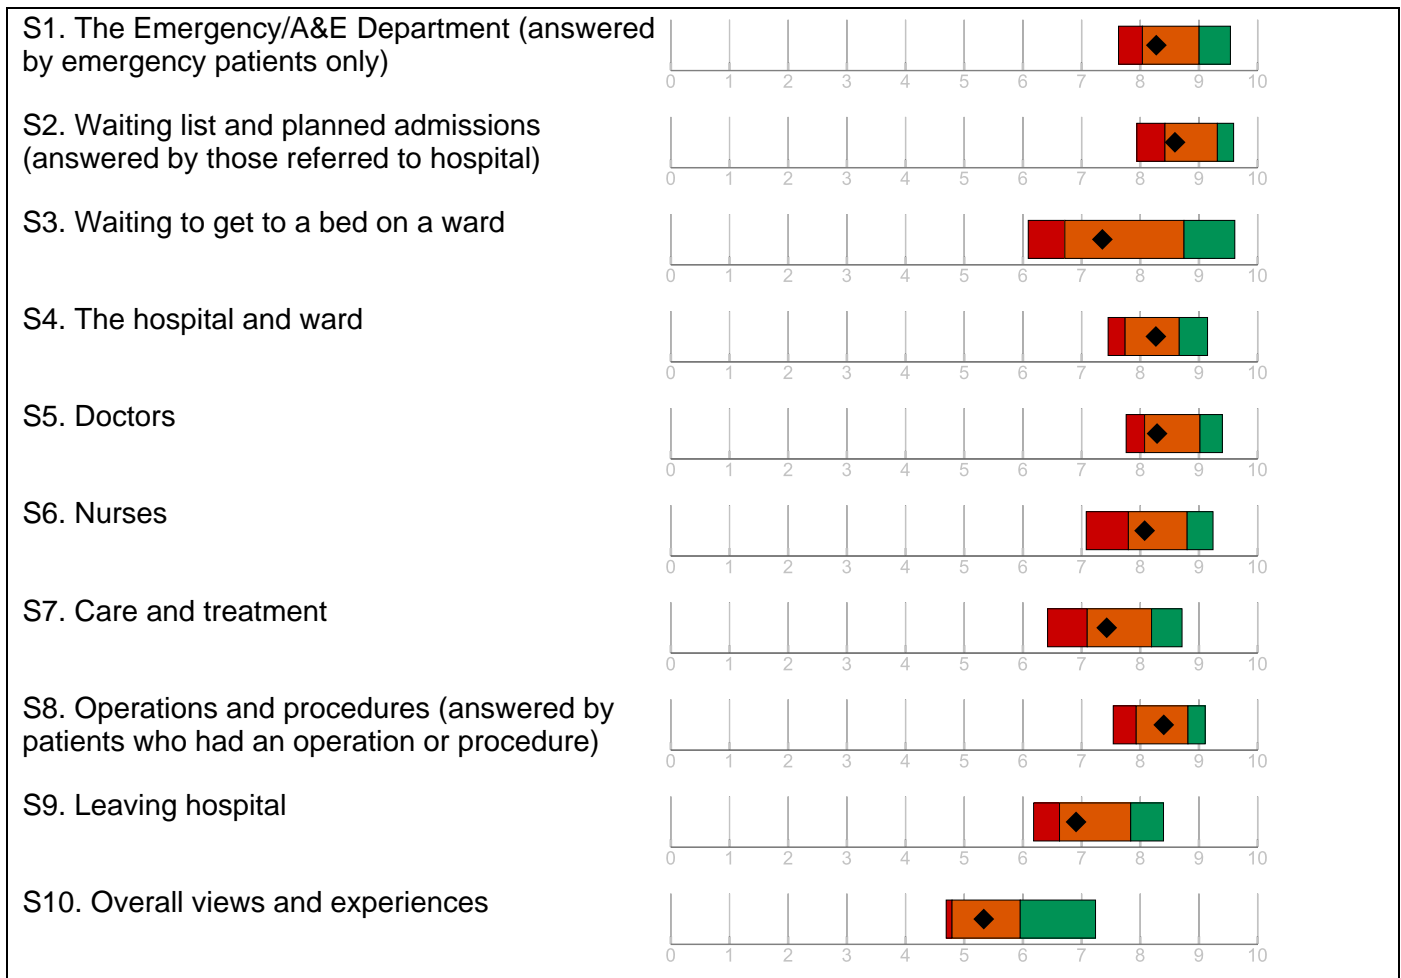 S1. The Emergency/A&E Department (answered
by emergency patients only)
0 1 2 3 4 5 6 7 8 9 10
S2. Waiting list and planned admissions
(answered by those referred to hospital)
0 1 2 3 4 5 6 7 8 9 10
S3. Waiting to get to a bed on a ward
0 1 2 3 4 5 6 7 8 9 10
S4. The hospital and ward
0 1 2 3 4 5 6 7 8 9 10
S5. Doctors
0 1 2 3 4 5 6 7 8 9 10
S6. Nurses
0 1 2 3 4 5 6 7 8 9 10
S7. Care and treatment
0 1 2 3 4 5 6 7 8 9 10
S8. Operations and procedures (answered by
patients who had an operation or procedure)
0 1 2 3 4 5 6 7 8 9 10
S9. Leaving hospital
0 1 2 3 4 5 6 7 8 9 10
S10. Overall views and experiences
0 1 2 3 4 5 6 7 8 9 10